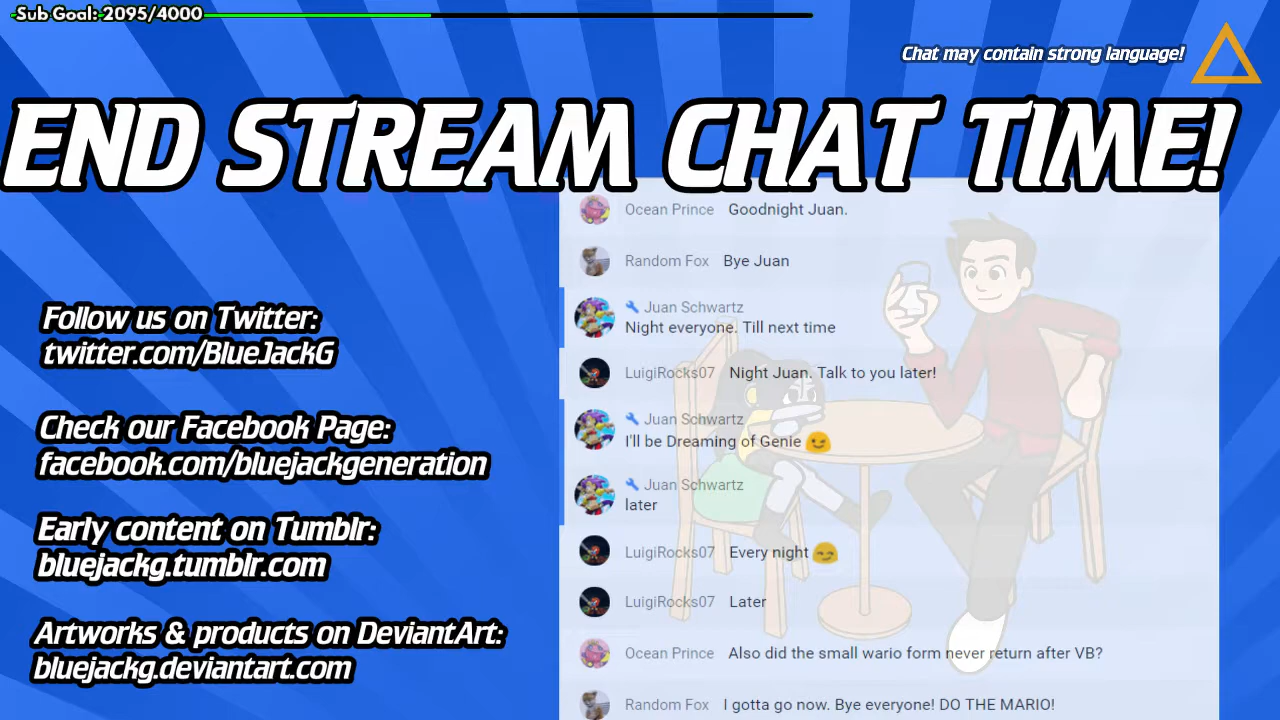 Sub Goal: 2095/4000
Chat may contain strong language!
END STREAM CHAT TIME!
Ocean Prince Goodnight Juan.
Random Fox Bye Juan
Juan Schwartz
Night everyone. Till next time
LuigiRocks07 Night Juan. Talk to you later!
Juan Schwartz
I'll be Dreaming of Genie 😉
Juan Schwartz
later
LuigiRocks07 Every night 😏
LuigiRocks07 Later
Ocean Prince Also did the small wario form never return after VB?
Random Fox I gotta go now. Bye everyone! DO THE MARIO!
Follow us on Twitter:
twitter.com/BlueJackG
Check our Facebook Page:
facebook.com/bluejackgeneration
Early content on Tumblr:
bluejackg.tumblr.com
Artworks & products on DeviantArt:
bluejackg.deviantart.com